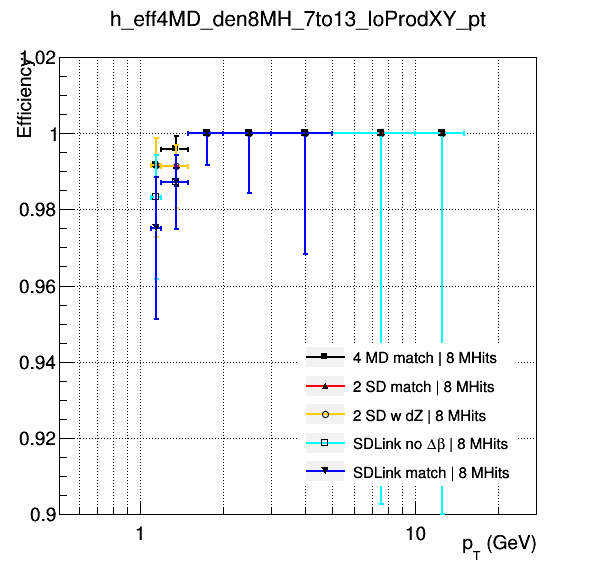 h_eff4MD_den8MH_7to13_loProdXY_pt
Efficiency
1.02
1
0.98
0.96
0.94
0.92
0.9
4 MD match | 8 MHits
2 SD match | 8 MHits
2 SD w dZ | 8 MHits
SDLink no Δβ | 8 MHits
SDLink match | 8 MHits
1
10
p_T (GeV)